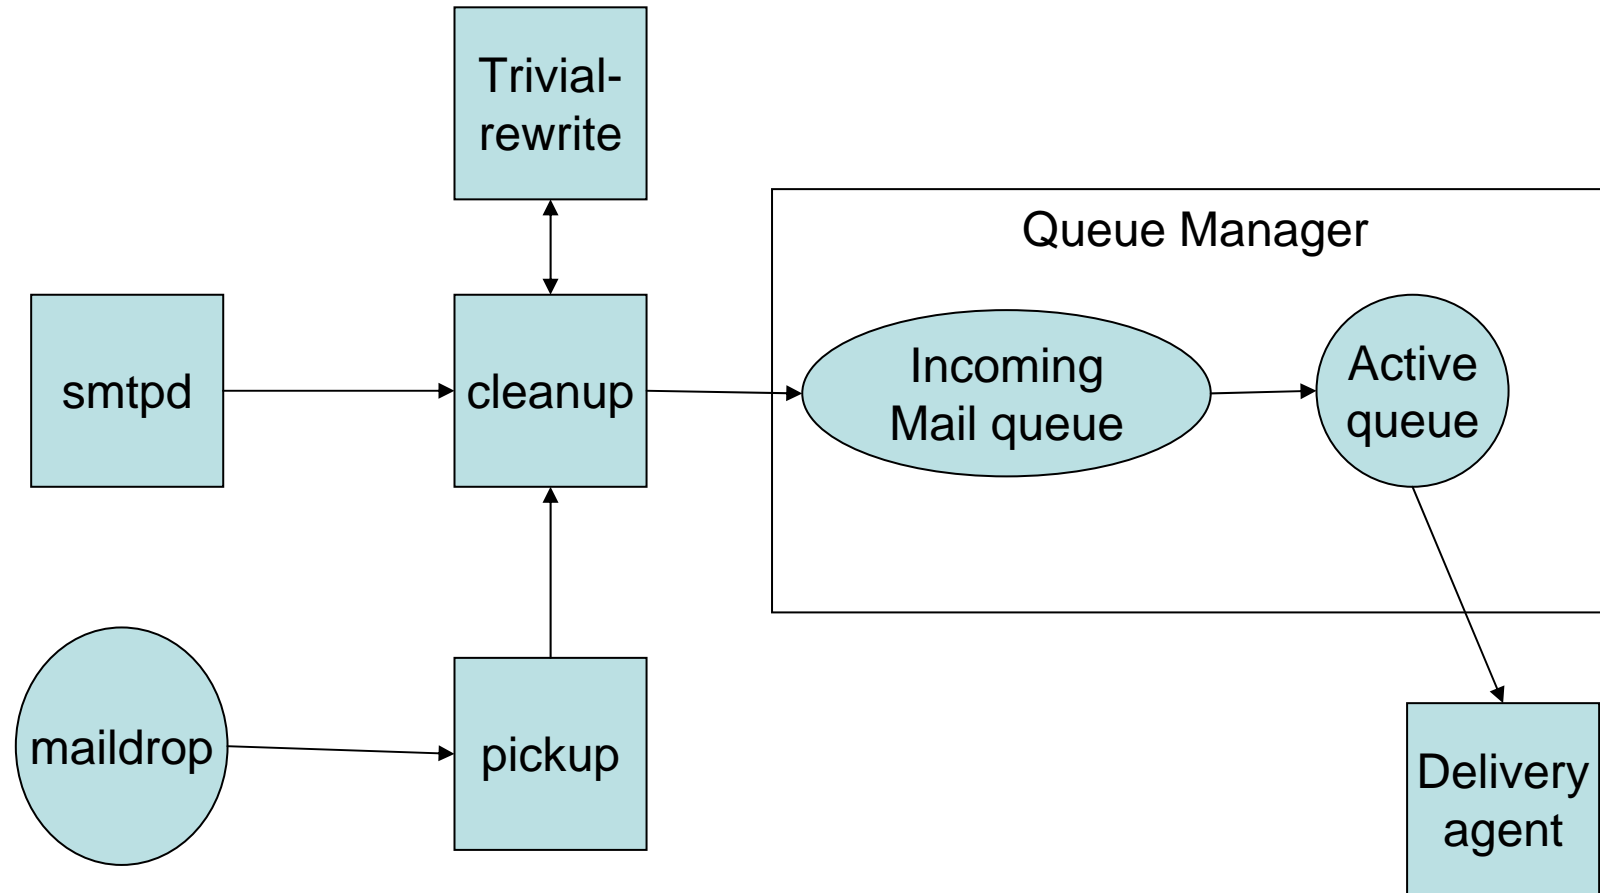 Trivial-
rewrite
Queue Manager
smtpd
cleanup
Incoming
Mail queue
Active
queue
maildrop
pickup
Delivery
agent